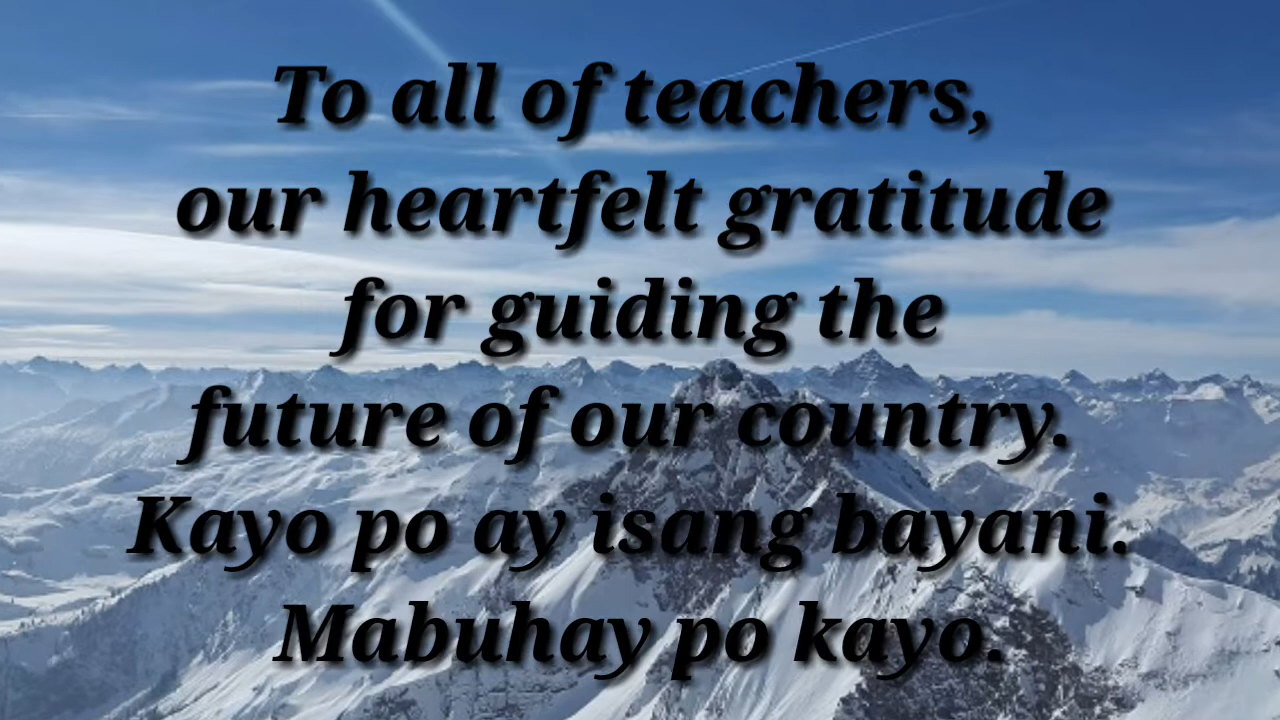 To all of teachers,
our heartfelt gratitude
for guiding the
future of our country.
Kayo po ay isang bayani.
Mabuhay po kayo.